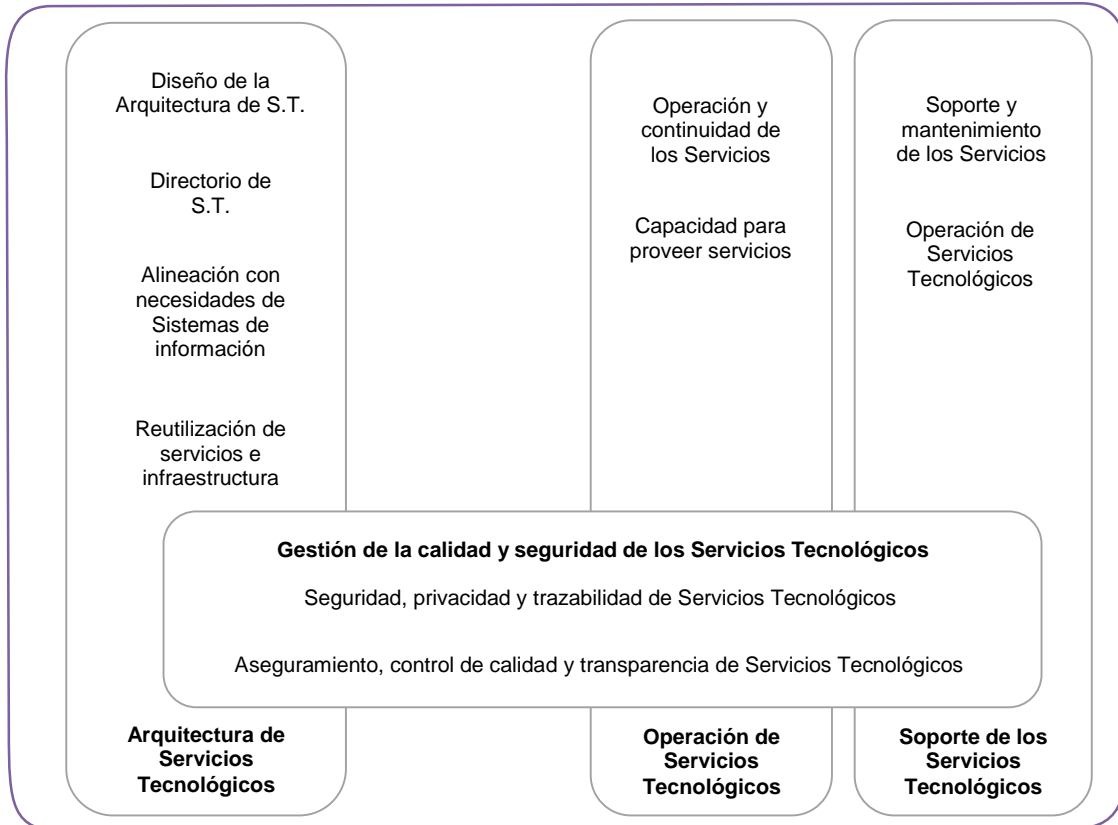 Diseño de la
Arquitectura de S.T.
Directorio de
S.T.
Alineación con
necesidades de
Sistemas de
información
Reutilización de
servicios e
infraestructura
Operación y
continuidad de
los Servicios
Capacidad para
proveer servicios
Soporte y
mantenimiento
de los Servicios
Operación de
Servicios
Tecnológicos
Gestión de la calidad y seguridad de los Servicios Tecnológicos
Seguridad, privacidad y trazabilidad de Servicios Tecnológicos
Aseguramiento, control de calidad y transparencia de Servicios Tecnológicos
Arquitectura de
Servicios
Tecnológicos
Operación de
Servicios
Tecnológicos
Soporte de los
Servicios
Tecnológicos